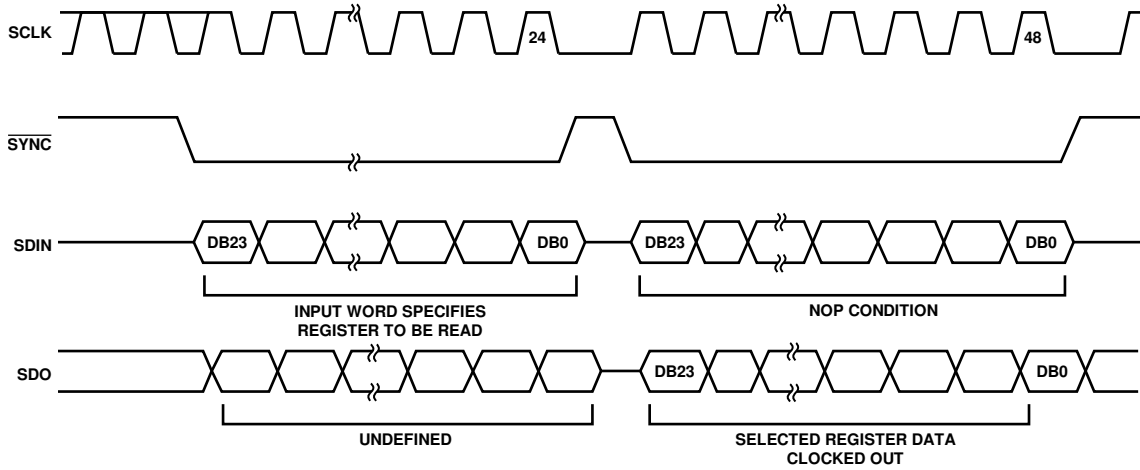 SCLK
24
48
SYNC
SDIN
DB23
DB0
DB23
DB0
INPUT WORD SPECIFIES
REGISTER TO BE READ
NOP CONDITION
SDO
DB23
DB0
UNDEFINED
SELECTED REGISTER DATA
CLOCKED OUT